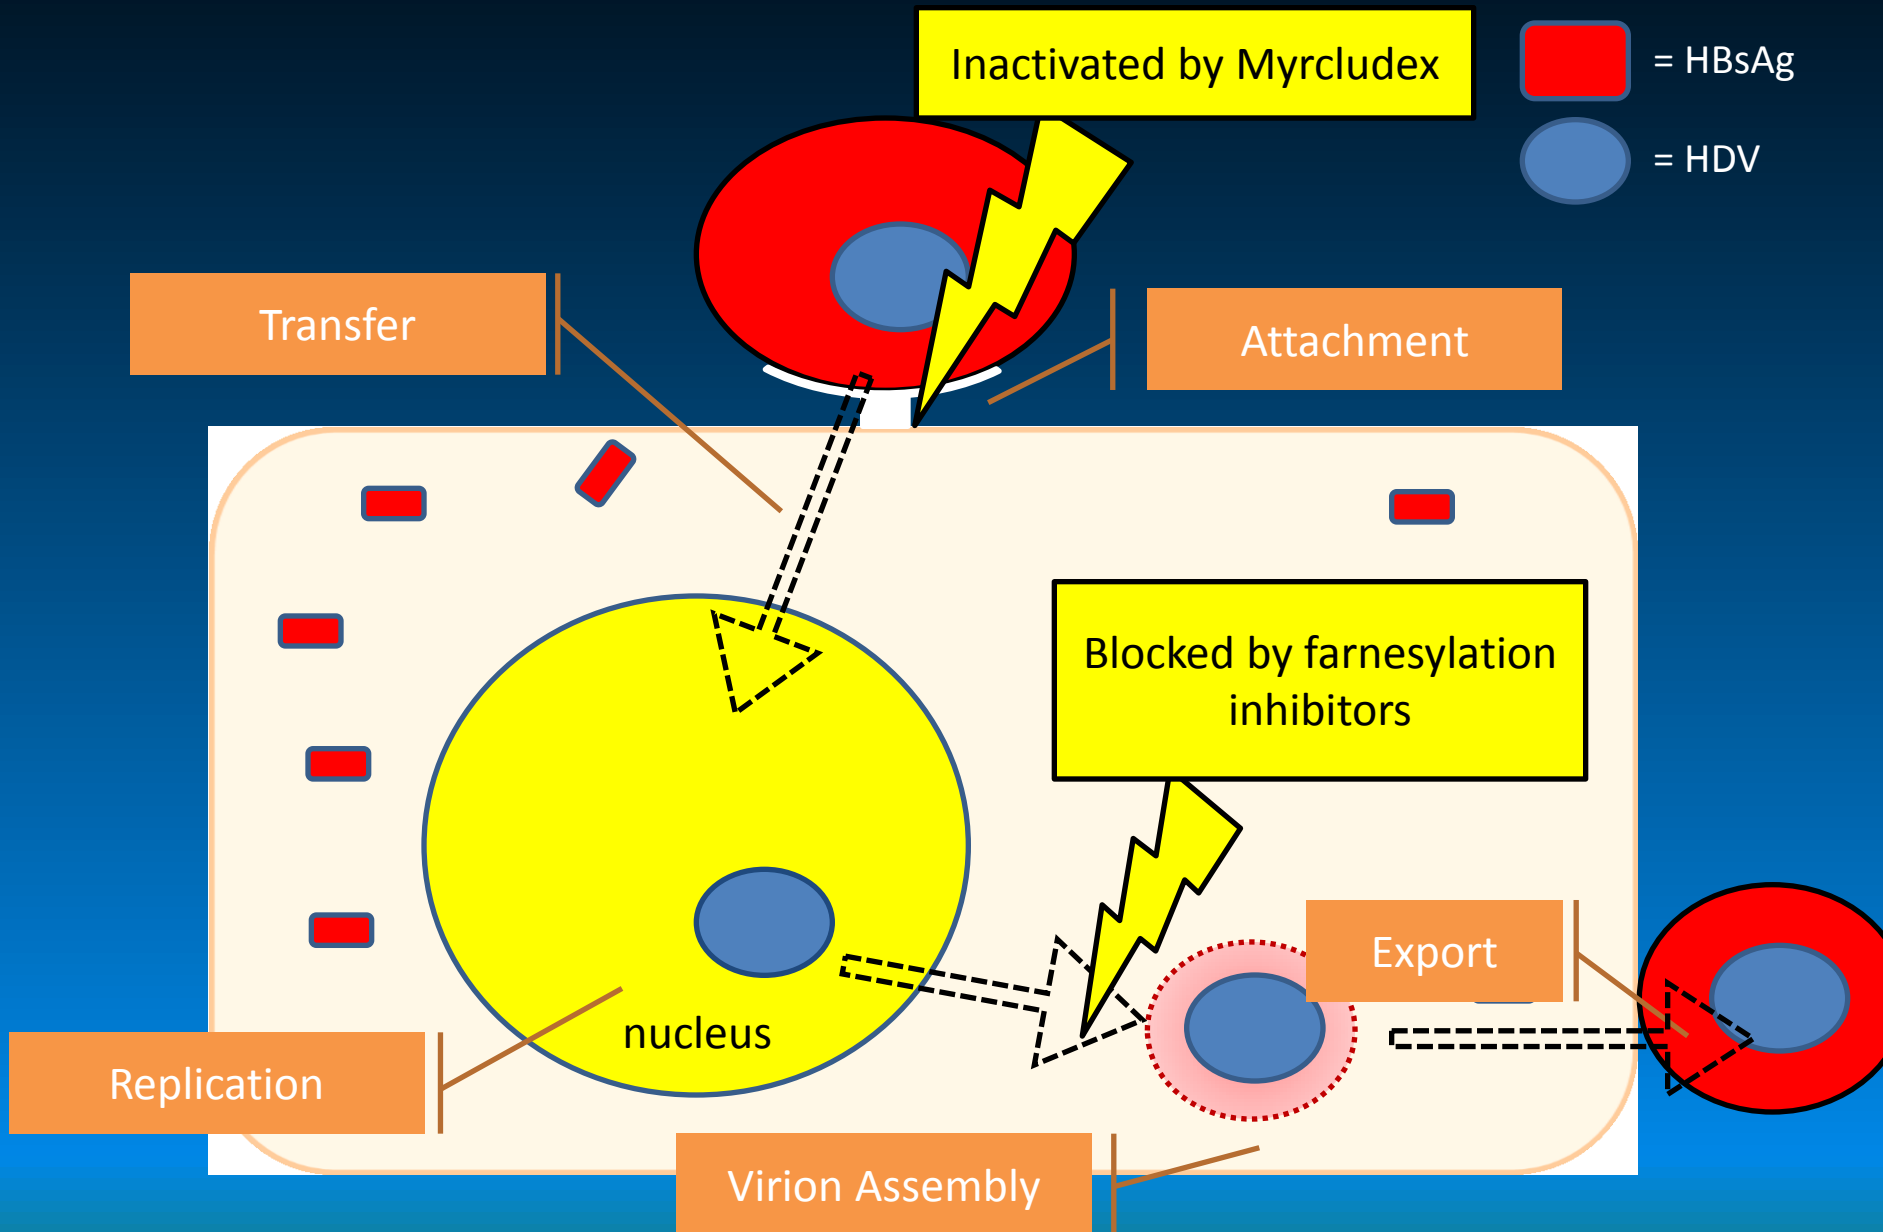 Inactivated by Myrcludex
= HBsAg
= HDV
Transfer
Attachment
Blocked by farnesylation
inhibitors
Export
nucleus
Replication
Virion Assembly